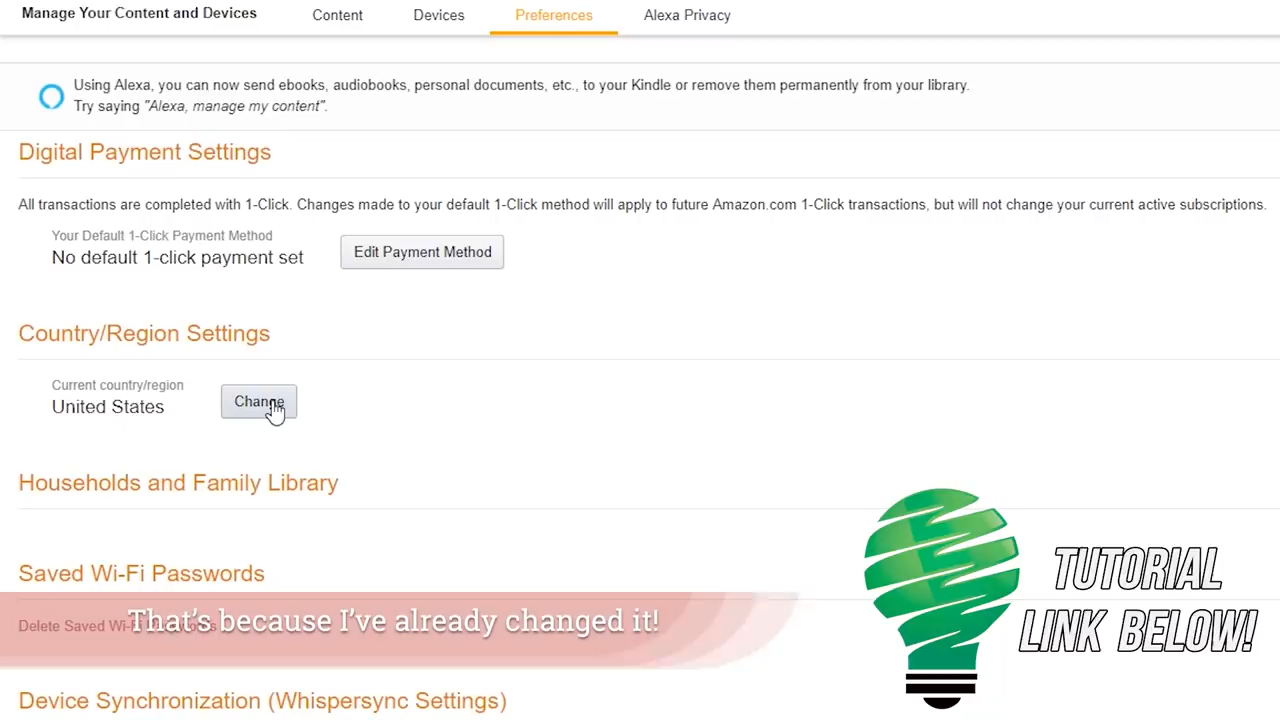 Manage Your Content and Devices Content Devices Preferences Alexa Privacy
Using Alexa, you can now send ebooks, audiobooks, personal documents, etc., to your Kindle or remove them permanently from your library.
Try saying "Alexa, manage my content".
Digital Payment Settings
All transactions are completed with 1-Click. Changes made to your default 1-Click method will apply to future Amazon.com 1-Click transactions, but will not change your current active subscriptions.
Your Default 1-Click Payment Method
No default 1-click payment set
Edit Payment Method
Country/Region Settings
Current country/region
United States
Change
Households and Family Library
Saved Wi-Fi Passwords
Delete Saved
That's because I've already changed it!
Device Synchronization (Whispersync Settings)
TUTORIAL
LINK BELOW!